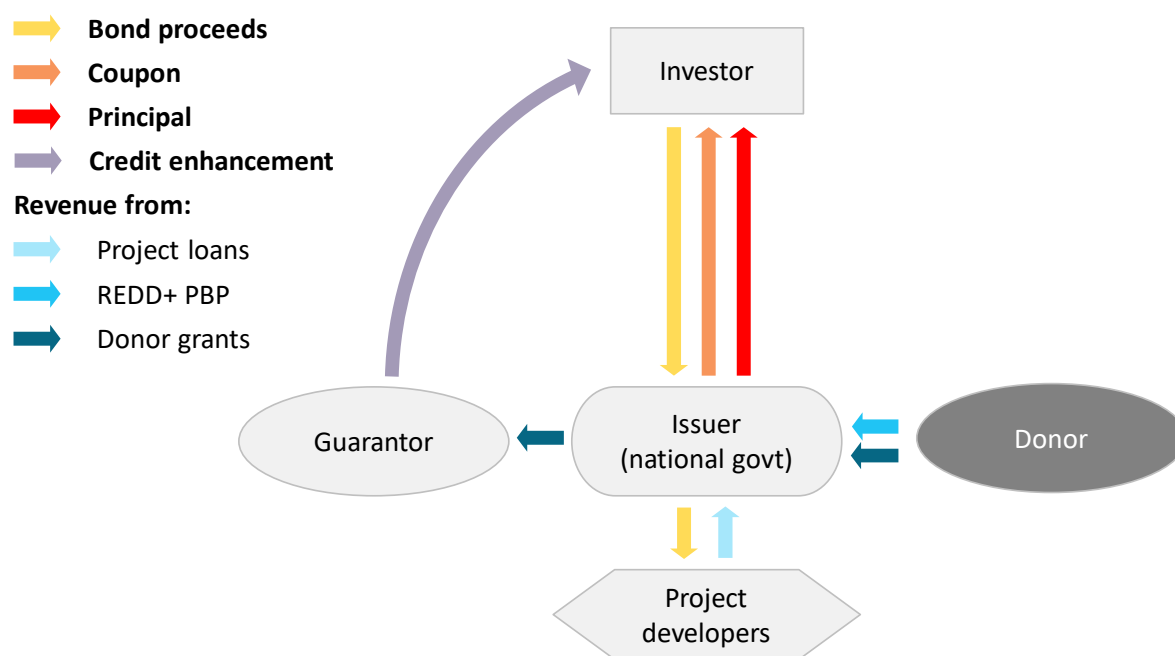 Bond proceeds
Coupon
Principal
Credit enhancement
Revenue from:
Project loans
REDD+ PBP
Donor grants
Investor
Guarantor
Issuer
(national govt)
Donor
Project
developers